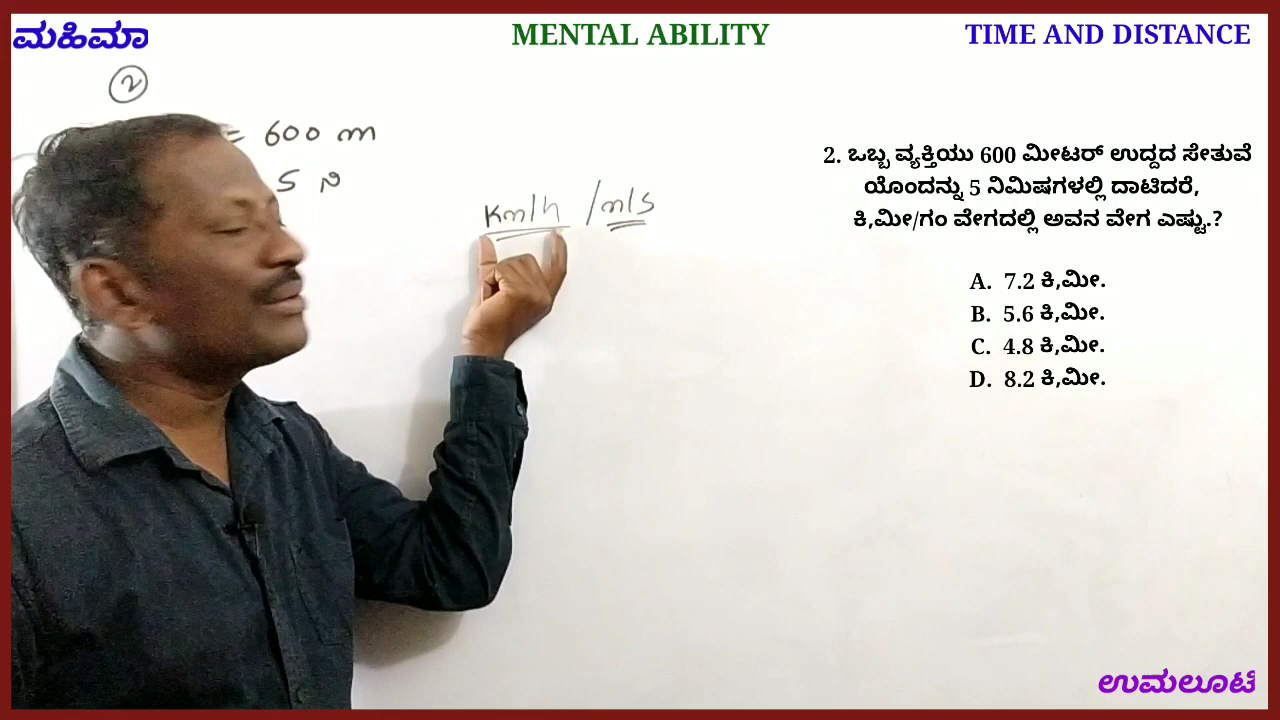 ಮಹಿಮಾ
MENTAL ABILITY
TIME AND DISTANCE
2
= 600 m
5 ನಿ
Km/h /m/s
2. ಒಬ್ಬ ವ್ಯಕ್ತಿಯು 600 ಮೀಟರ್ ಉದ್ದದ ಸೇತುವೆ
ಯೊಂದನ್ನು 5 ನಿಮಿಷಗಳಲ್ಲಿ ದಾಟಿದರೆ,
ಕಿ,ಮೀ/ಗಂ ವೇಗದಲ್ಲಿ ಅವನ ವೇಗ ಎಷ್ಟು.?
A. 7.2 ಕಿ,ಮೀ.
B. 5.6 ಕಿ,ಮೀ.
C. 4.8 ಕಿ,ಮೀ.
D. 8.2 ಕಿ,ಮೀ.
ಉಮಲೂಟಿ